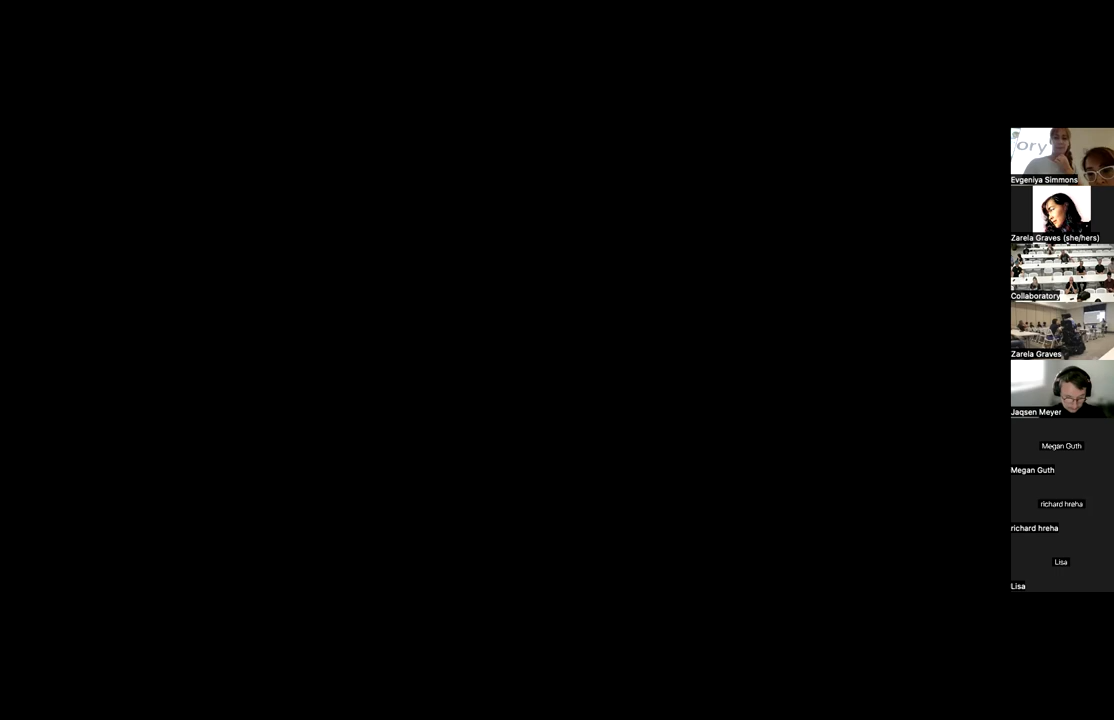 ory
Evgeniya Simmons
Zarela Graves (she/hers)
Collaboratory
Zarela Graves
Jaqsen Meyer
Megan Guth
Megan Guth
richard hreha
richard hreha
Lisa
Lisa